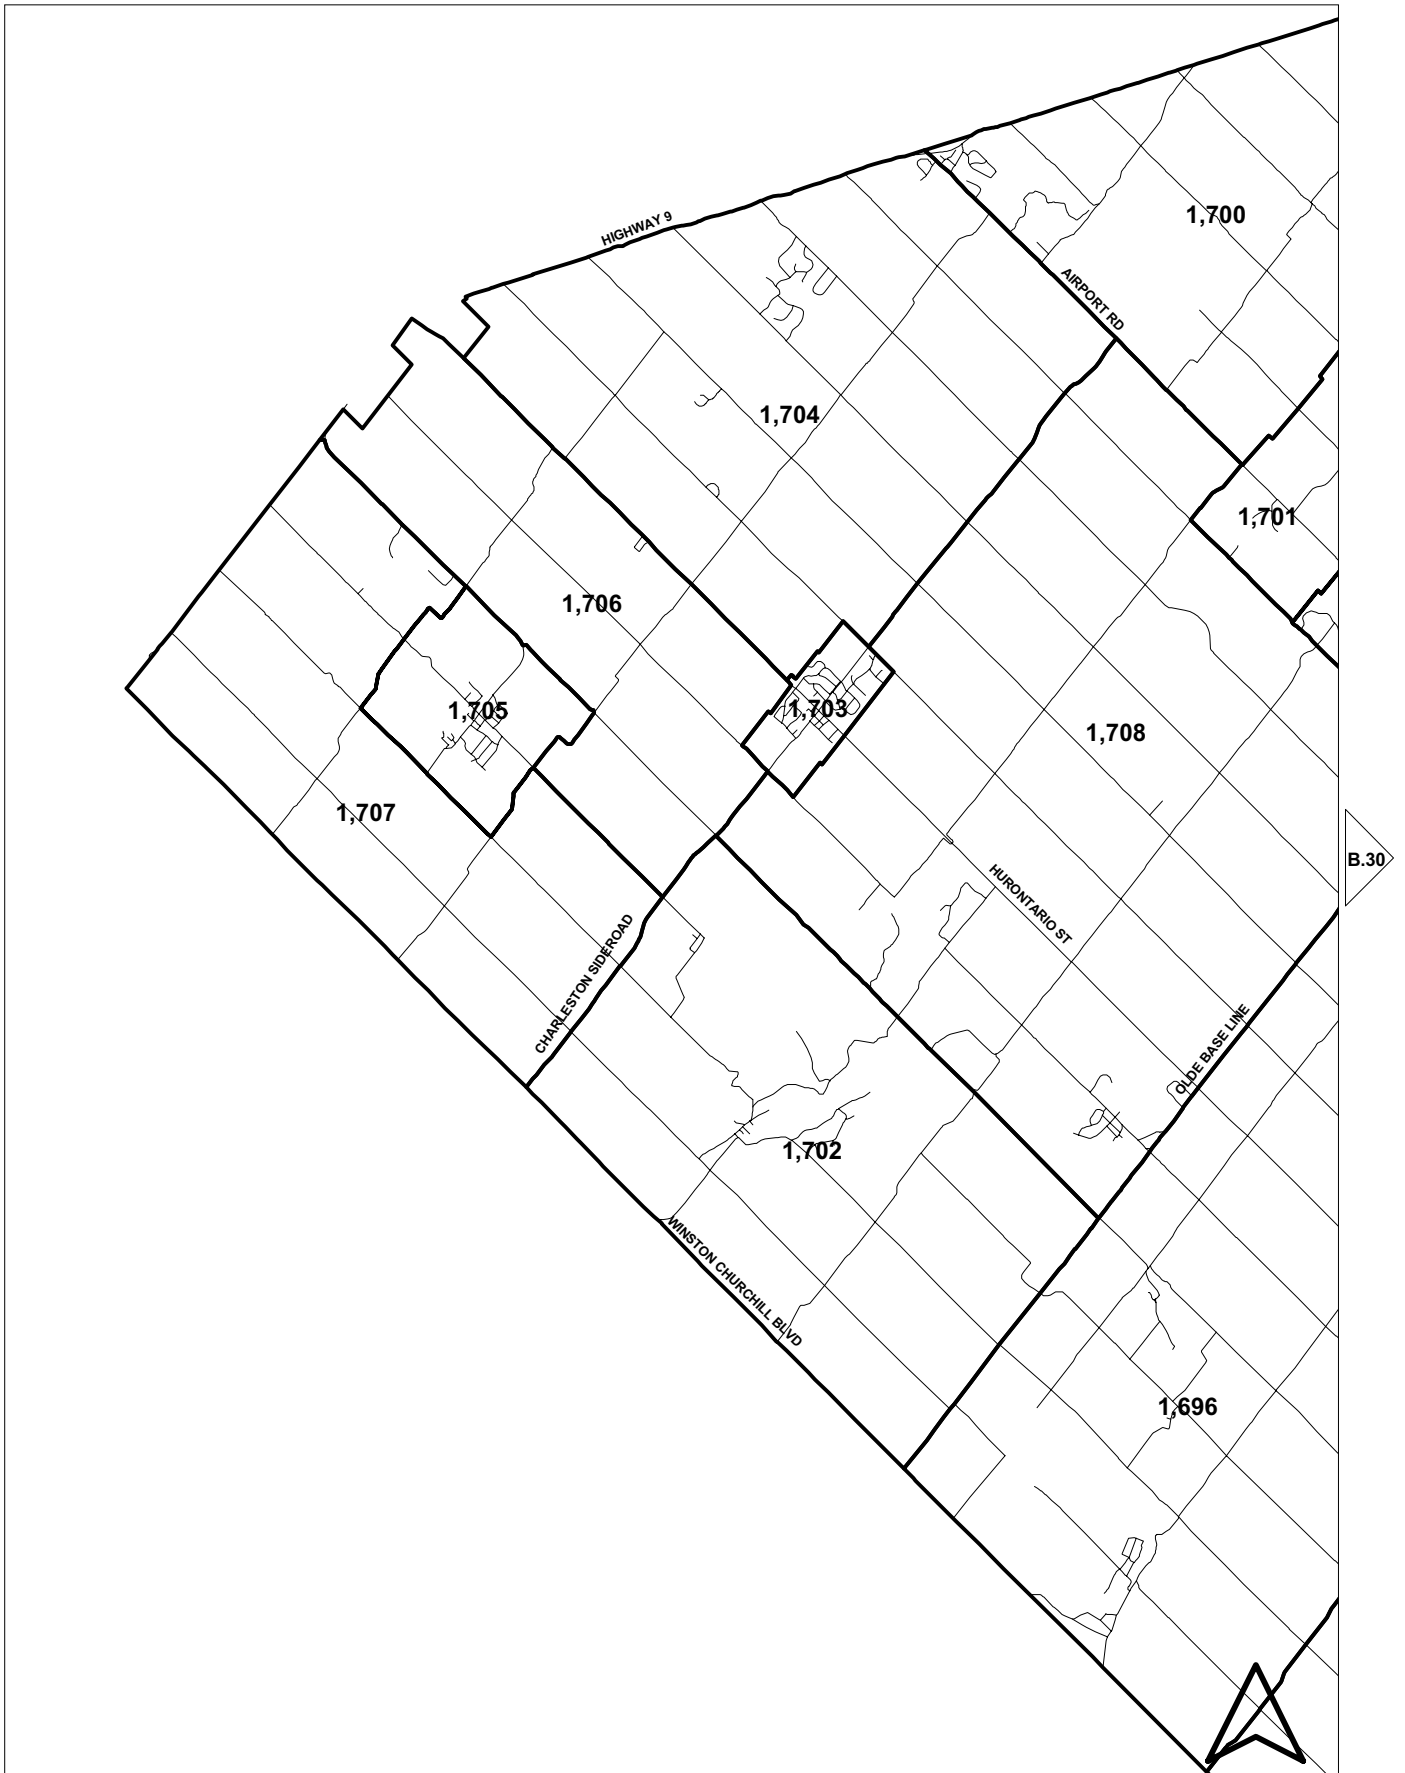 1,700
HIGHWAY 9
AIRPORT RD
1,704
1,701
1,706
1,705
1,703
1,708
1,707
B.30
HURONTARIO ST
CHARLESTON SIDEROAD
OLDE BASE LINE
1,702
WINSTON CHURCHILL BLVD
1,696